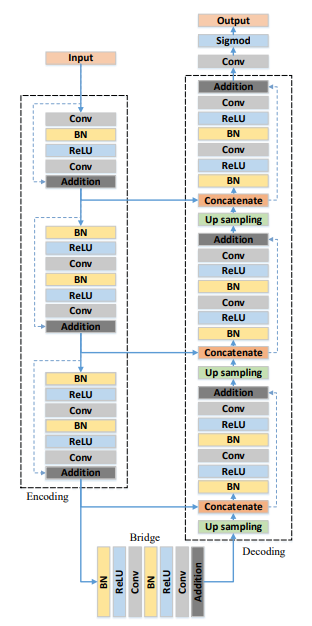 Input
Conv
BN
ReLU
Conv
Addition
BN
ReLU
Conv
BN
ReLU
Conv
Addition
BN
ReLU
Conv
BN
ReLU
Conv
Addition
Encoding
Bridge
BN
ReLU
Conv
BN
ReLU
Conv
Addition
Output
Sigmod
Conv
Addition
Conv
ReLU
BN
Conv
ReLU
BN
Concatenate
Up sampling
Addition
Conv
ReLU
BN
Conv
ReLU
BN
Concatenate
Up sampling
Addition
Conv
ReLU
BN
Conv
ReLU
BN
Concatenate
Up sampling
Decoding